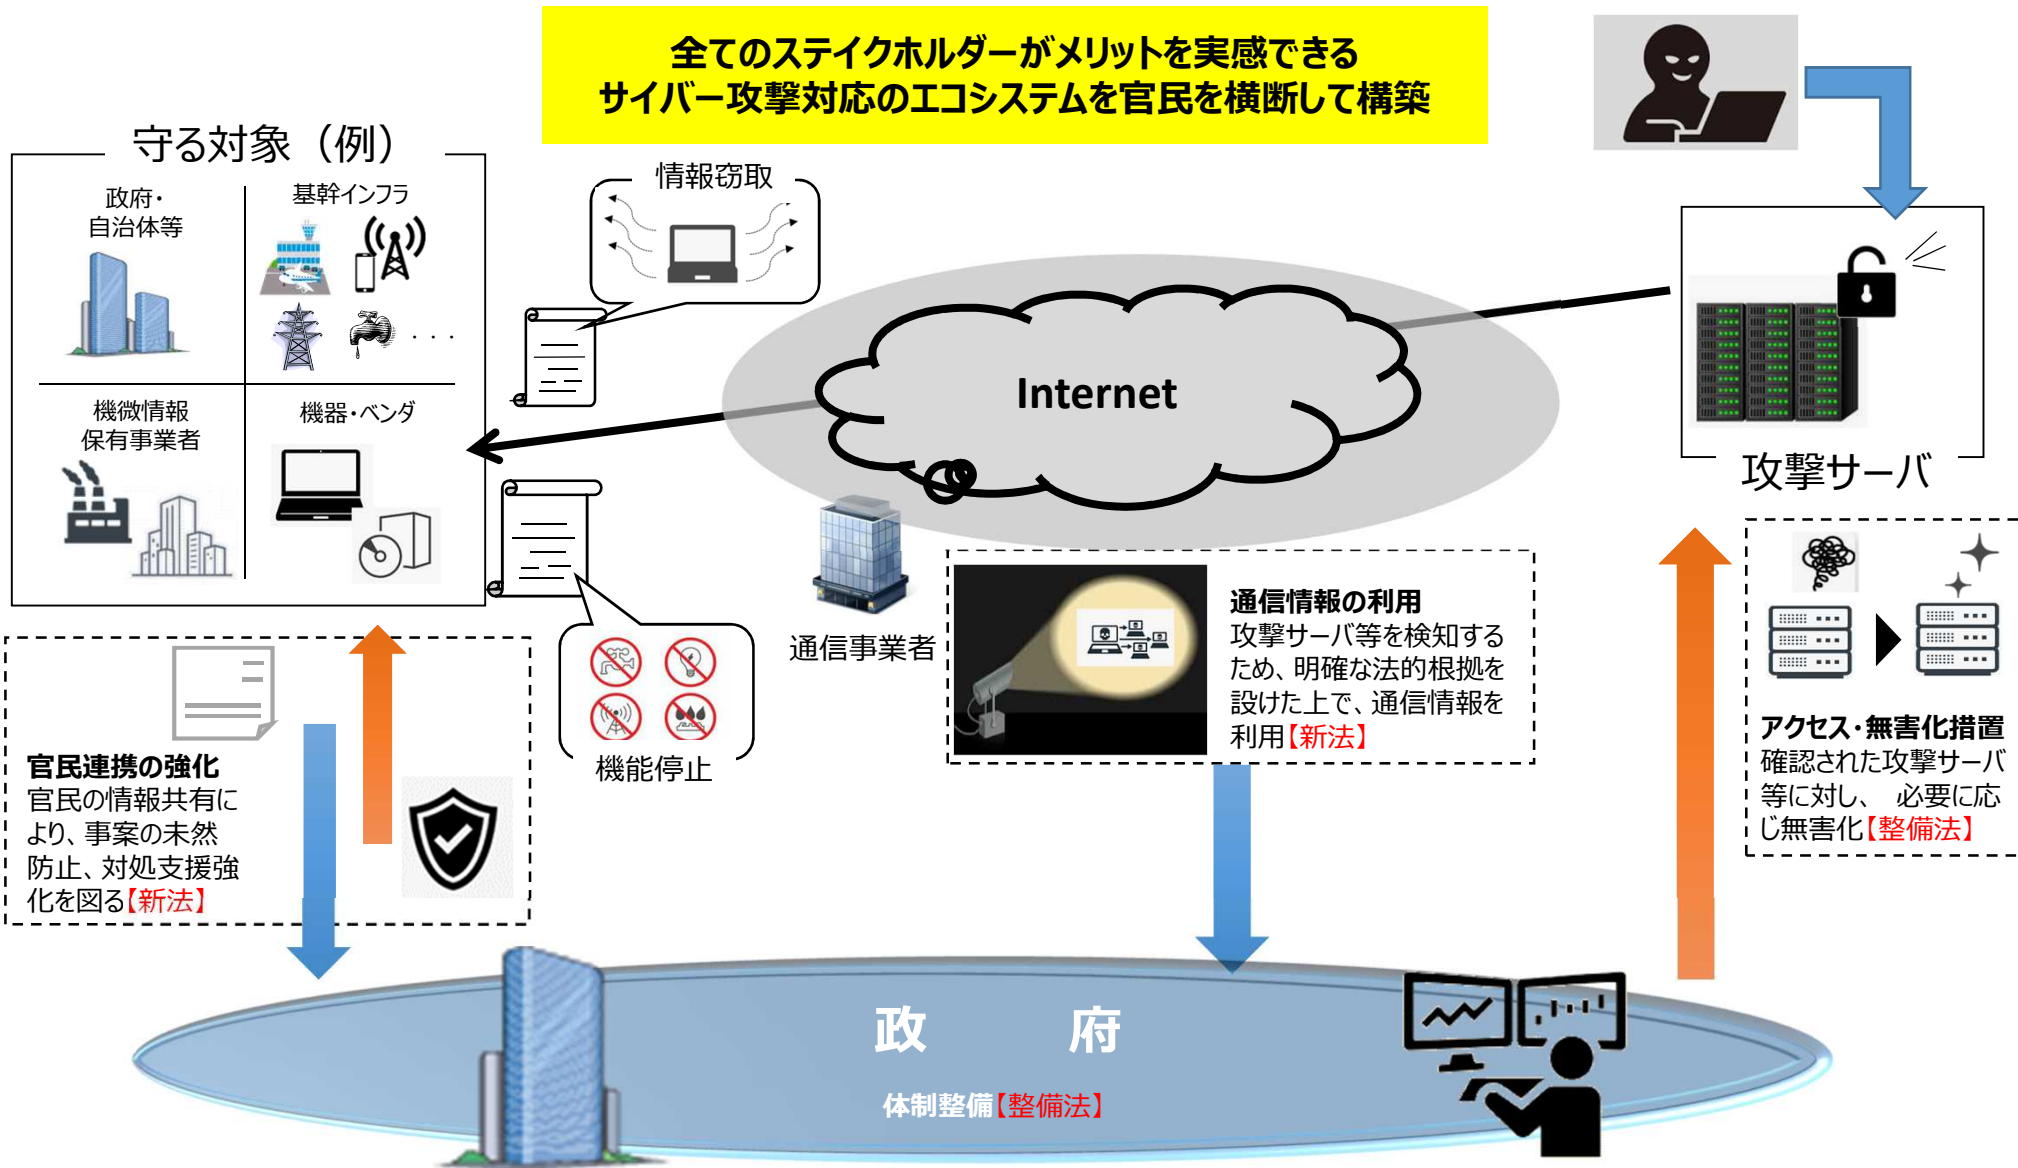 全てのステイクホルダーがメリットを実感できる
サイバー攻撃対応のエコシステムを官民を横断して構築
守る対象（例）
政府・
自治体等
基幹インフラ
・・・
機微情報
保有事業者
機器・ベンダ
情報窃取
Internet
攻撃サーバ
通信事業者
機能停止
通信情報の利用
攻撃サーバ等を検知する
ため、明確な法的根拠を
設けた上で、通信情報を
利用【新法】
アクセス・無害化措置
確認された攻撃サーバ
等に対し、 必要に応
じ無害化【整備法】
官民連携の強化
官民の情報共有に
より、事案の未然
防止、対処支援強
化を図る【新法】
政 府
体制整備【整備法】